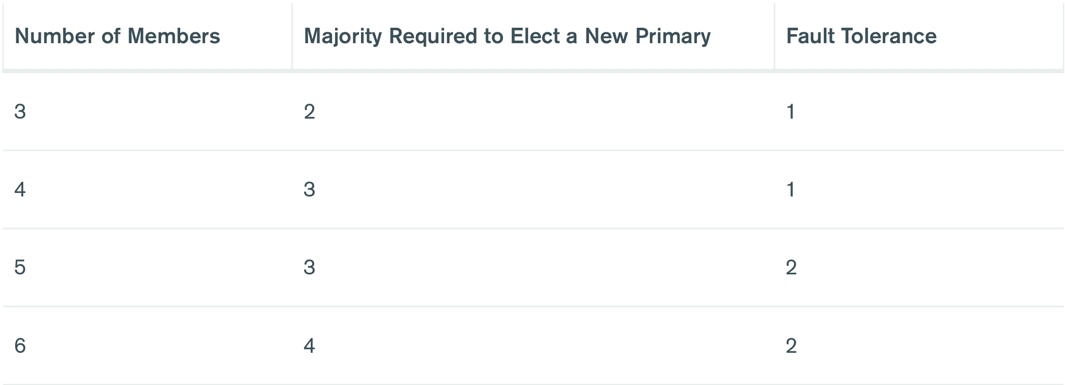 Number of Members Majority Required to Elect a New Primary Fault Tolerance
3 2 1
4 3 1
5 3 2
6 4 2